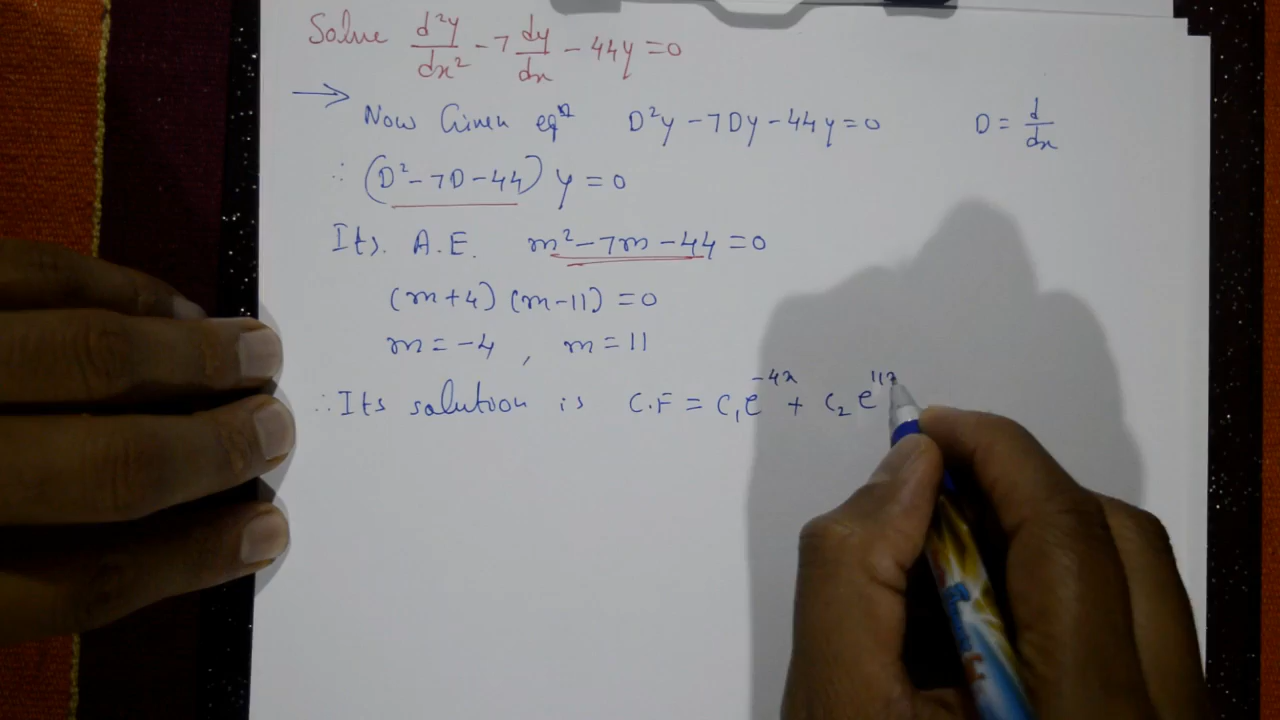 Solve d²y/dx² - 7 dy/dx - 44y = 0
→ Now Given eqⁿ D²y - 7Dy - 44y = 0 D = d/dx
∴ (D² - 7D - 44) y = 0
Its. A.E. m² - 7m - 44 = 0
(m+4) (m-11) = 0
m = -4 , m = 11
∴ Its solution is C.F = C₁e⁻⁴ˣ + C₂e¹¹ˣ